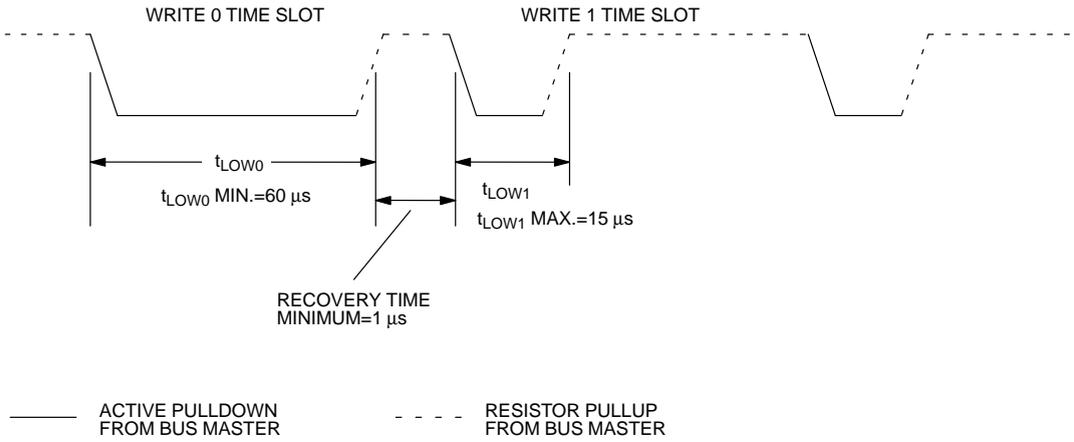 WRITE 0 TIME SLOT
WRITE 1 TIME SLOT
tLOW0
tLOW0 MIN.=60 µs
tLOW1
tLOW1 MAX.=15 µs
RECOVERY TIME
MINIMUM=1 µs
ACTIVE PULLDOWN
FROM BUS MASTER
RESISTOR PULLUP
FROM BUS MASTER